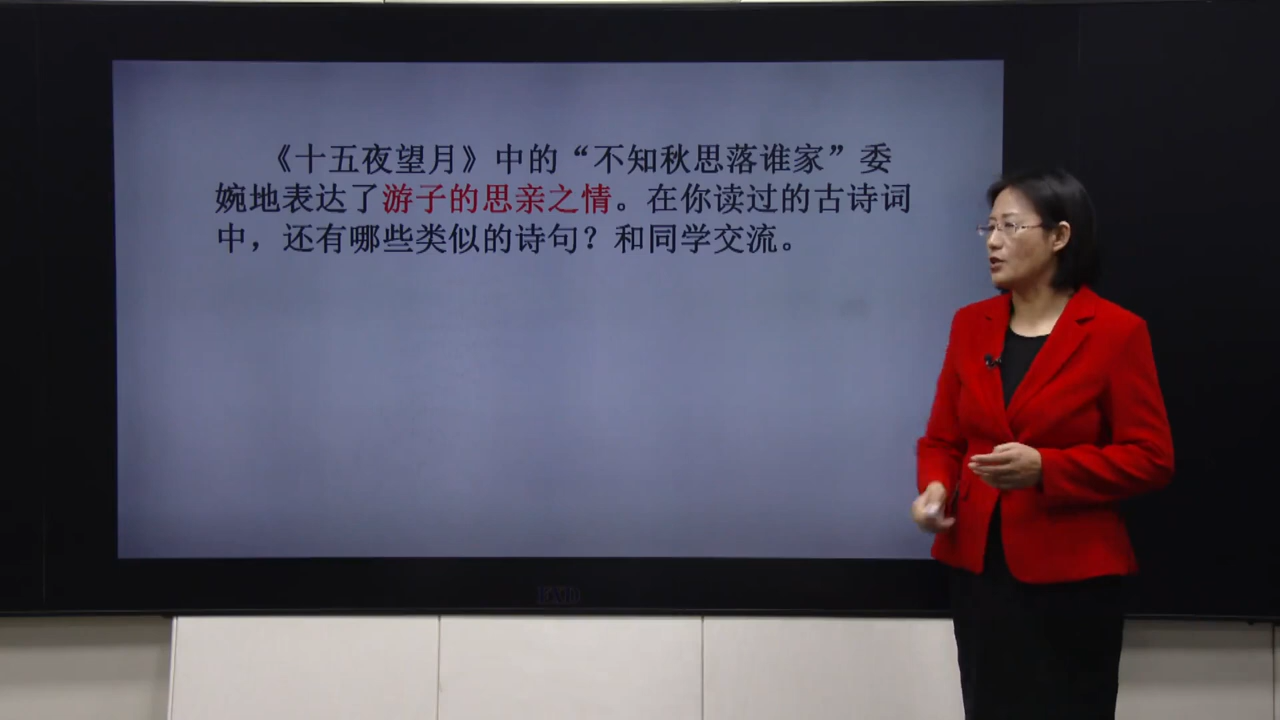 《十五夜望月》中的“不知秋思落谁家”委
婉地表达了游子的思亲之情。在你读过的古诗词
中，还有哪些类似的诗句？和同学交流。